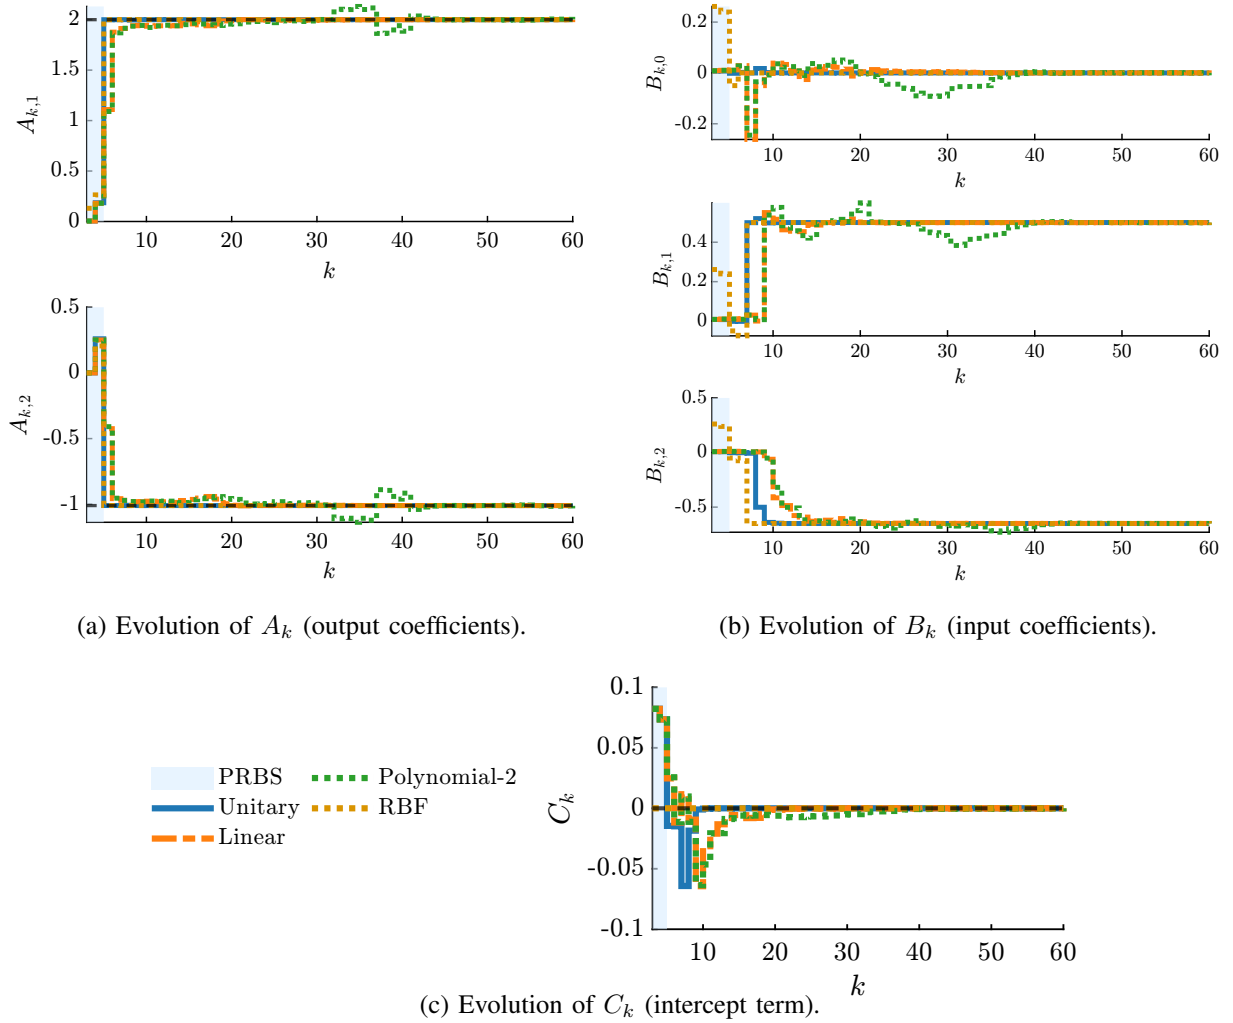 2
1.5
1
0.5
0
A_{k,1}
10 20 30 40 50 60
k
0.5
0
-0.5
-1
A_{k,2}
10 20 30 40 50 60
k
(a) Evolution of A_k (output coefficients).
0.2
0
-0.2
B_{k,0}
10 20 30 40 50 60
k
0.4
0.2
0
B_{k,1}
10 20 30 40 50 60
k
0.5
0
-0.5
B_{k,2}
10 20 30 40 50 60
k
(b) Evolution of B_k (input coefficients).
PRBS
Unitary
Linear
Polynomial-2
RBF
0.1
0.05
0
-0.05
-0.1
C_k
10 20 30 40 50 60
k
(c) Evolution of C_k (intercept term).